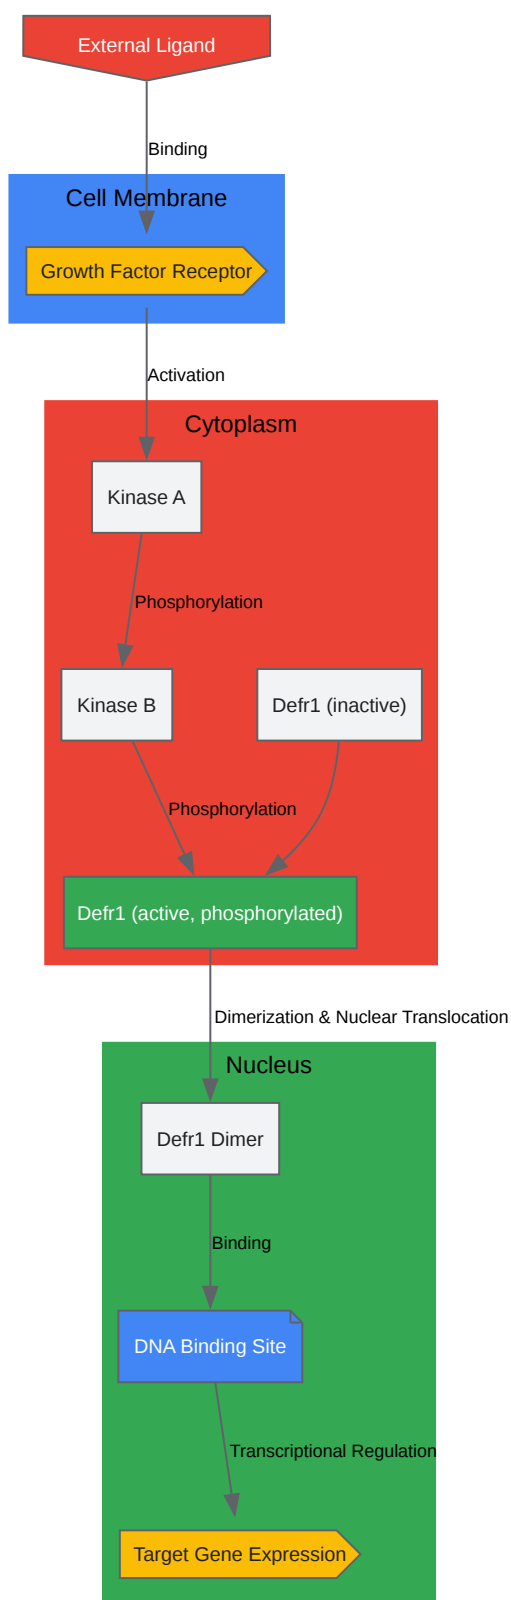 External Ligand
Binding
Cell Membrane
Growth Factor Receptor
Activation
Cytoplasm
Kinase A
Phosphorylation
Kinase B
Defr1 (inactive)
Phosphorylation
Defr1 (active, phosphorylated)
Dimerization & Nuclear Translocation
Nucleus
Defr1 Dimer
Binding
DNA Binding Site
Transcriptional Regulation
Target Gene Expression